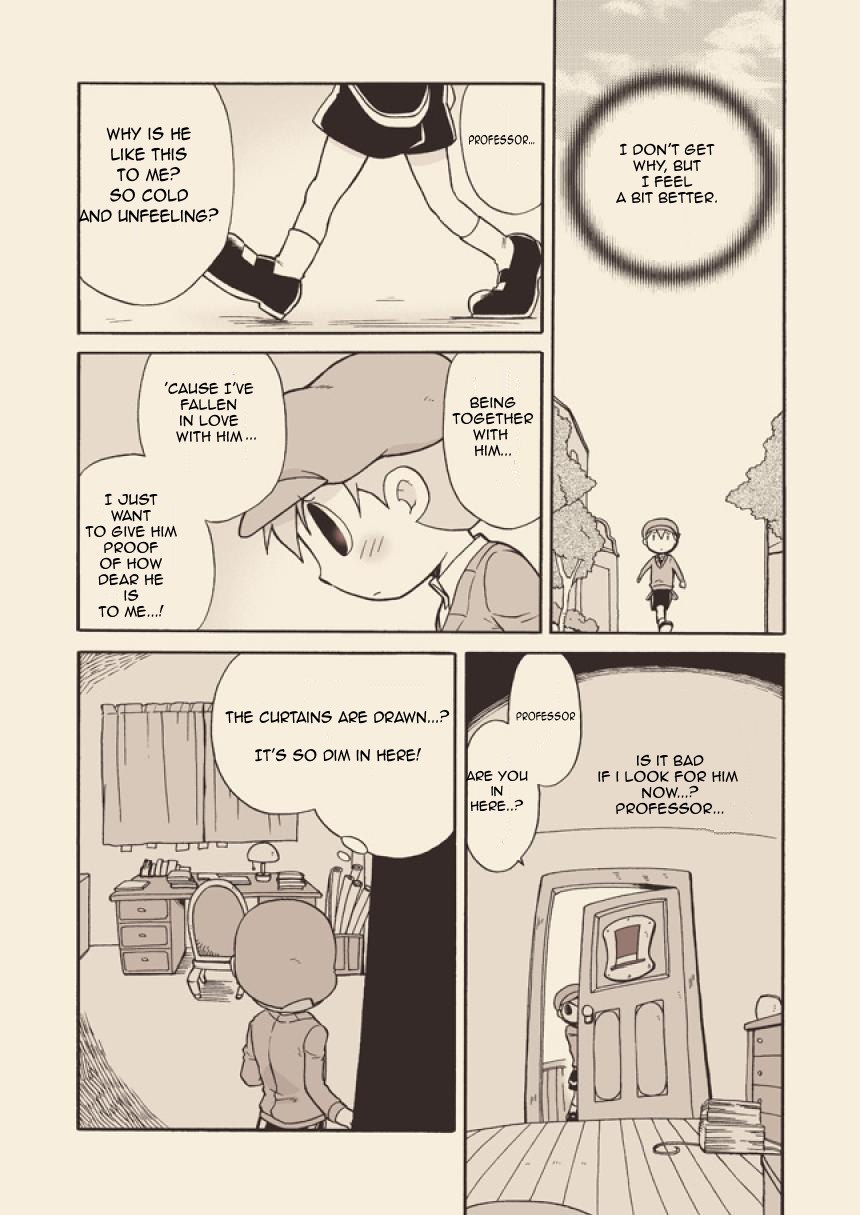 I DON'T GET
WHY, BUT
I FEEL
A BIT BETTER.
PROFESSOR...
WHY IS HE
LIKE THIS
TO ME?
SO COLD
AND UNFEELING?
BEING
TOGETHER
WITH
HIM...
'CAUSE I'VE
FALLEN
IN LOVE
WITH HIM...
I JUST
WANT
TO GIVE HIM
PROOF
OF HOW
DEAR HE
IS
TO ME...!
IS IT BAD
IF I LOOK FOR HIM
NOW...?
PROFESSOR...
PROFESSOR
ARE YOU
IN
HERE..?
THE CURTAINS ARE DRAWN...?
IT'S SO DIM IN HERE!